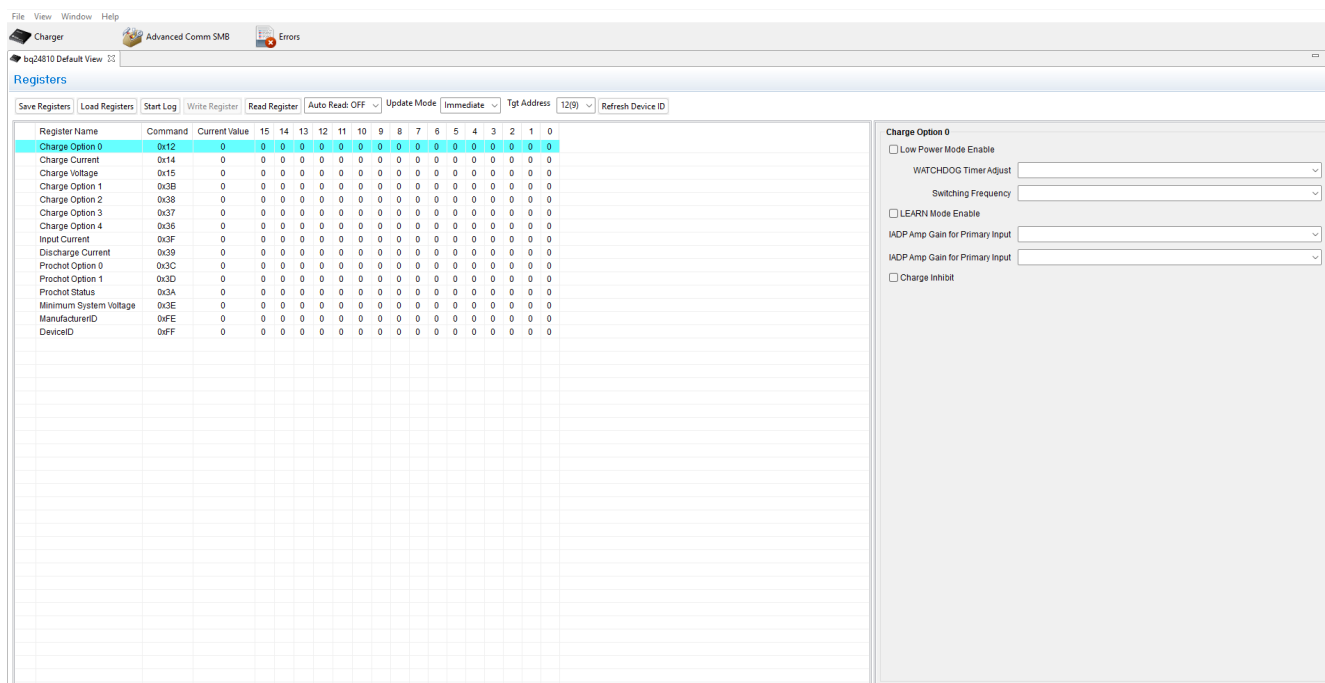 File View Window Help
Charger Advanced Comm SMB Errors
bq24810 Default View
Registers
Save Registers Load Registers Start Log Write Register Read Register Auto Read: OFF Update Mode Immediate Tgt Address 12(9) Refresh Device ID
Register Name Command Current Value 15 14 13 12 11 10 9 8 7 6 5 4 3 2 1 0
Charge Option 0 0x12 0 0 0 0 0 0 0 0 0 0 0 0 0 0 0 0 0
Charge Current 0x14 0 0 0 0 0 0 0 0 0 0 0 0 0 0 0 0 0
Charge Voltage 0x15 0 0 0 0 0 0 0 0 0 0 0 0 0 0 0 0 0
Charge Option 1 0x3B 0 0 0 0 0 0 0 0 0 0 0 0 0 0 0 0 0
Charge Option 2 0x38 0 0 0 0 0 0 0 0 0 0 0 0 0 0 0 0 0
Charge Option 3 0x37 0 0 0 0 0 0 0 0 0 0 0 0 0 0 0 0 0
Charge Option 4 0x36 0 0 0 0 0 0 0 0 0 0 0 0 0 0 0 0 0
Input Current 0x3F 0 0 0 0 0 0 0 0 0 0 0 0 0 0 0 0 0
Discharge Current 0x39 0 0 0 0 0 0 0 0 0 0 0 0 0 0 0 0 0
Prochot Option 0 0x3C 0 0 0 0 0 0 0 0 0 0 0 0 0 0 0 0 0
Prochot Option 1 0x3D 0 0 0 0 0 0 0 0 0 0 0 0 0 0 0 0 0
Prochot Status 0x3A 0 0 0 0 0 0 0 0 0 0 0 0 0 0 0 0 0
Minimum System Voltage 0x3E 0 0 0 0 0 0 0 0 0 0 0 0 0 0 0 0 0
ManufacturerID 0xFE 0 0 0 0 0 0 0 0 0 0 0 0 0 0 0 0 0
DeviceID 0xFF 0 0 0 0 0 0 0 0 0 0 0 0 0 0 0 0 0
Charge Option 0
Low Power Mode Enable
WATCHDOG Timer Adjust
Switching Frequency
LEARN Mode Enable
IADP Amp Gain for Primary Input
IADP Amp Gain for Primary Input
Charge Inhibit